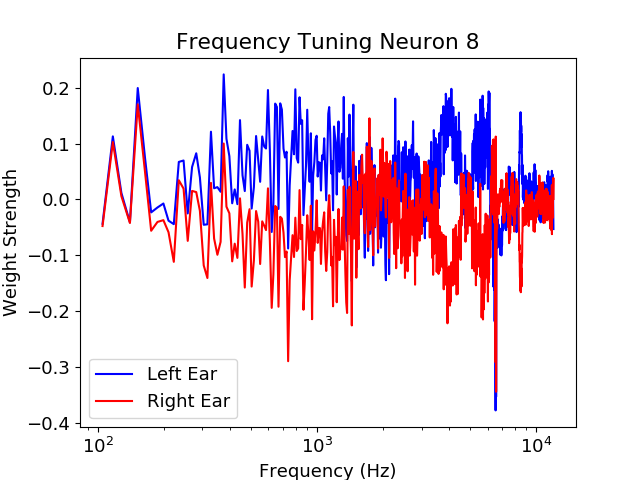 Frequency Tuning Neuron 8
Weight Strength
0.2
0.1
0.0
−0.1
−0.2
−0.3
−0.4
Left Ear
Right Ear
10² 10³ 10⁴
Frequency (Hz)